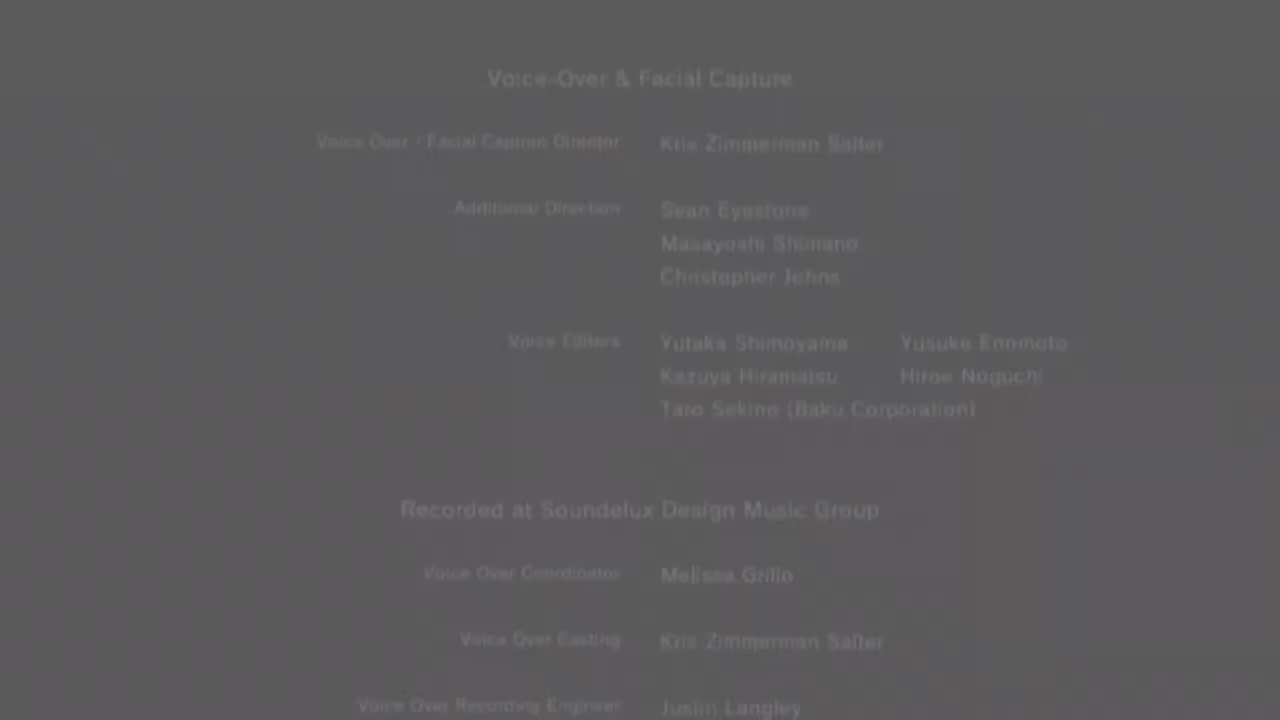 Voice-Over & Facial Capture
Voice Over / Facial Capture Director Kris Zimmerman Salter
Additional Direction Sean Eyestone
Masayoshi Shimano
Christopher Johns
Voice Editors Yutaka Shimoyama Yusuke Enomoto
Kazuya Hiramatsu Hiroe Noguchi
Taro Sekino (Baku Corporation)
Recorded at Soundelux Design Music Group
Voice Over Coordinator Melissa Grillo
Voice Over Casting Kris Zimmerman Salter
Voice Over Recording Engineer Justin Langley